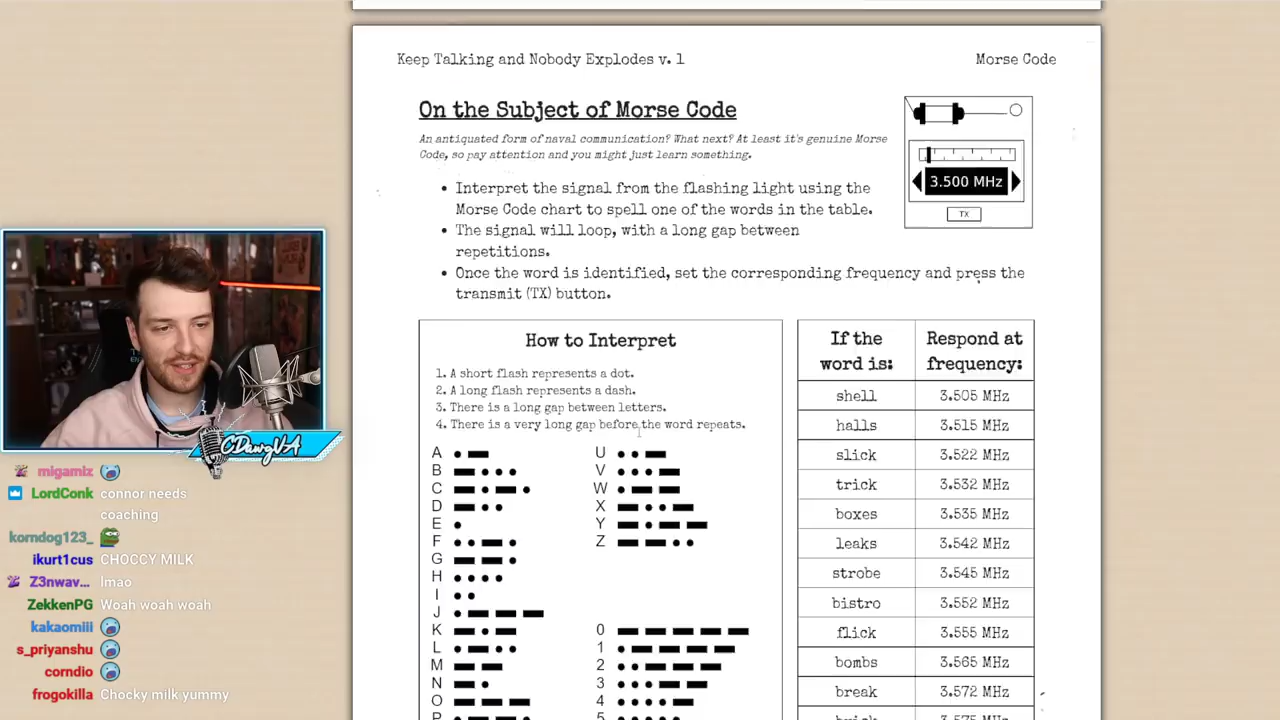 Keep Talking and Nobody Explodes v. 1
Morse Code
On the Subject of Morse Code
An antiquated form of naval communication? What next? At least it's genuine Morse
Code, so pay attention and you might just learn something.
3.500 MHz
TX
• Interpret the signal from the flashing light using the
Morse Code chart to spell one of the words in the table.
• The signal will loop, with a long gap between
repetitions.
• Once the word is identified, set the corresponding frequency and press the
transmit (TX) button.
How to Interpret
1. A short flash represents a dot.
2. A long flash represents a dash.
3. There is a long gap between letters.
4. There is a very long gap before the word repeats.
A
B
C
D
E
F
G
H
I
J
K
L
M
N
O
P
U
V
W
X
Y
Z
0
1
2
3
4
5
If the
word is:
Respond at
frequency:
shell 3.505 MHz
halls 3.515 MHz
slick 3.522 MHz
trick 3.532 MHz
boxes 3.535 MHz
leaks 3.542 MHz
strobe 3.545 MHz
bistro 3.552 MHz
flick 3.555 MHz
bombs 3.565 MHz
break 3.572 MHz
CDawgVA
migamiz
LordConk connor needs
coaching
korndog123_
ikurt1cus CHOCCY MILK
Z3nwav... lmao
ZekkenPG Woah woah woah
kakaomiii
s_priyanshu
corndio
frogokilla Chocky milk yummy